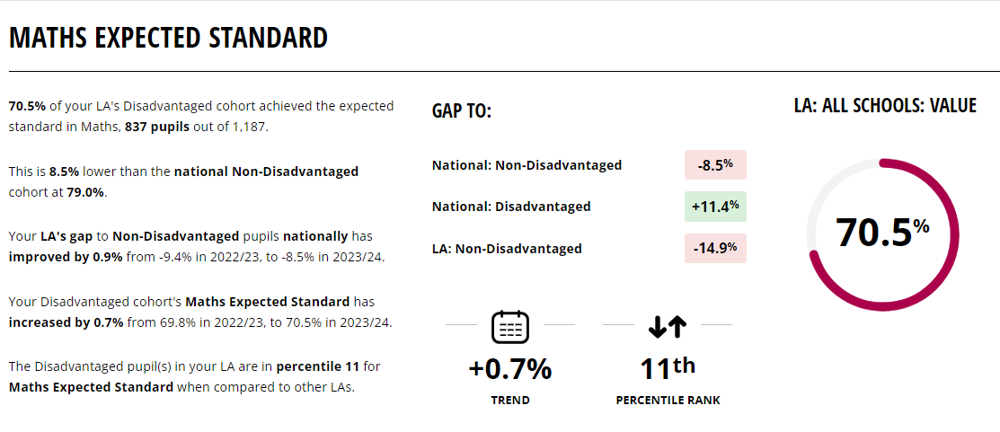 MATHS EXPECTED STANDARD
70.5% of your LA's Disadvantaged cohort achieved the expected
standard in Maths, 837 pupils out of 1,187.
This is 8.5% lower than the national Non-Disadvantaged
cohort at 79.0%.
Your LA's gap to Non-Disadvantaged pupils nationally has
improved by 0.9% from -9.4% in 2022/23, to -8.5% in 2023/24.
Your Disadvantaged cohort's Maths Expected Standard has
increased by 0.7% from 69.8% in 2022/23, to 70.5% in 2023/24.
The Disadvantaged pupil(s) in your LA are in percentile 11 for
Maths Expected Standard when compared to other LAs.
GAP TO:
National: Non-Disadvantaged -8.5%
National: Disadvantaged +11.4%
LA: Non-Disadvantaged -14.9%
+0.7%
TREND
11th
PERCENTILE RANK
LA: ALL SCHOOLS: VALUE
70.5%